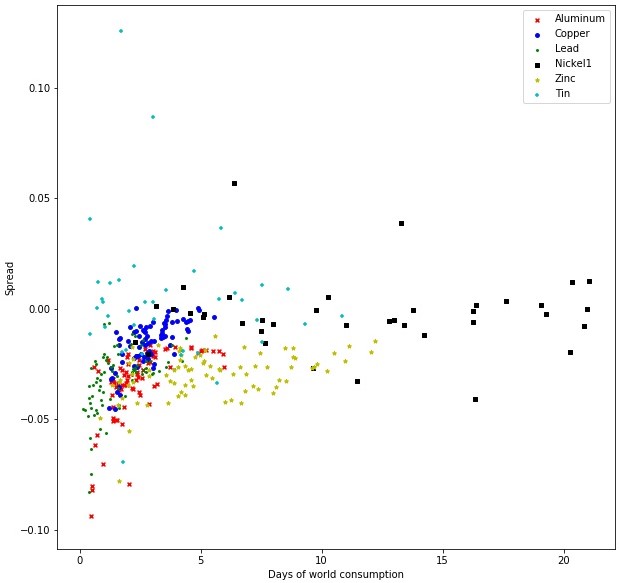 Aluminum
Copper
Lead
Nickel1
Zinc
Tin
0.10
0.05
0.00
−0.05
−0.10
Spread
0 5 10 15 20
Days of world consumption